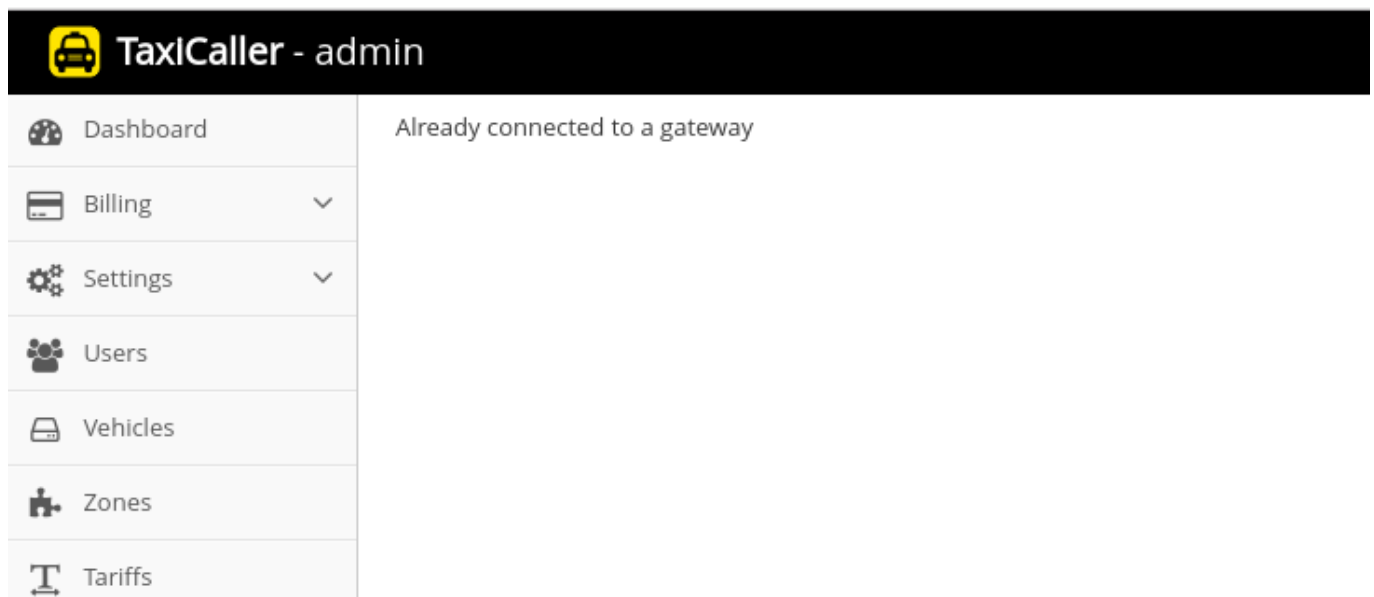 TaxiCaller - admin
Dashboard
Already connected to a gateway
Billing
Settings
Users
Vehicles
Zones
Tariffs